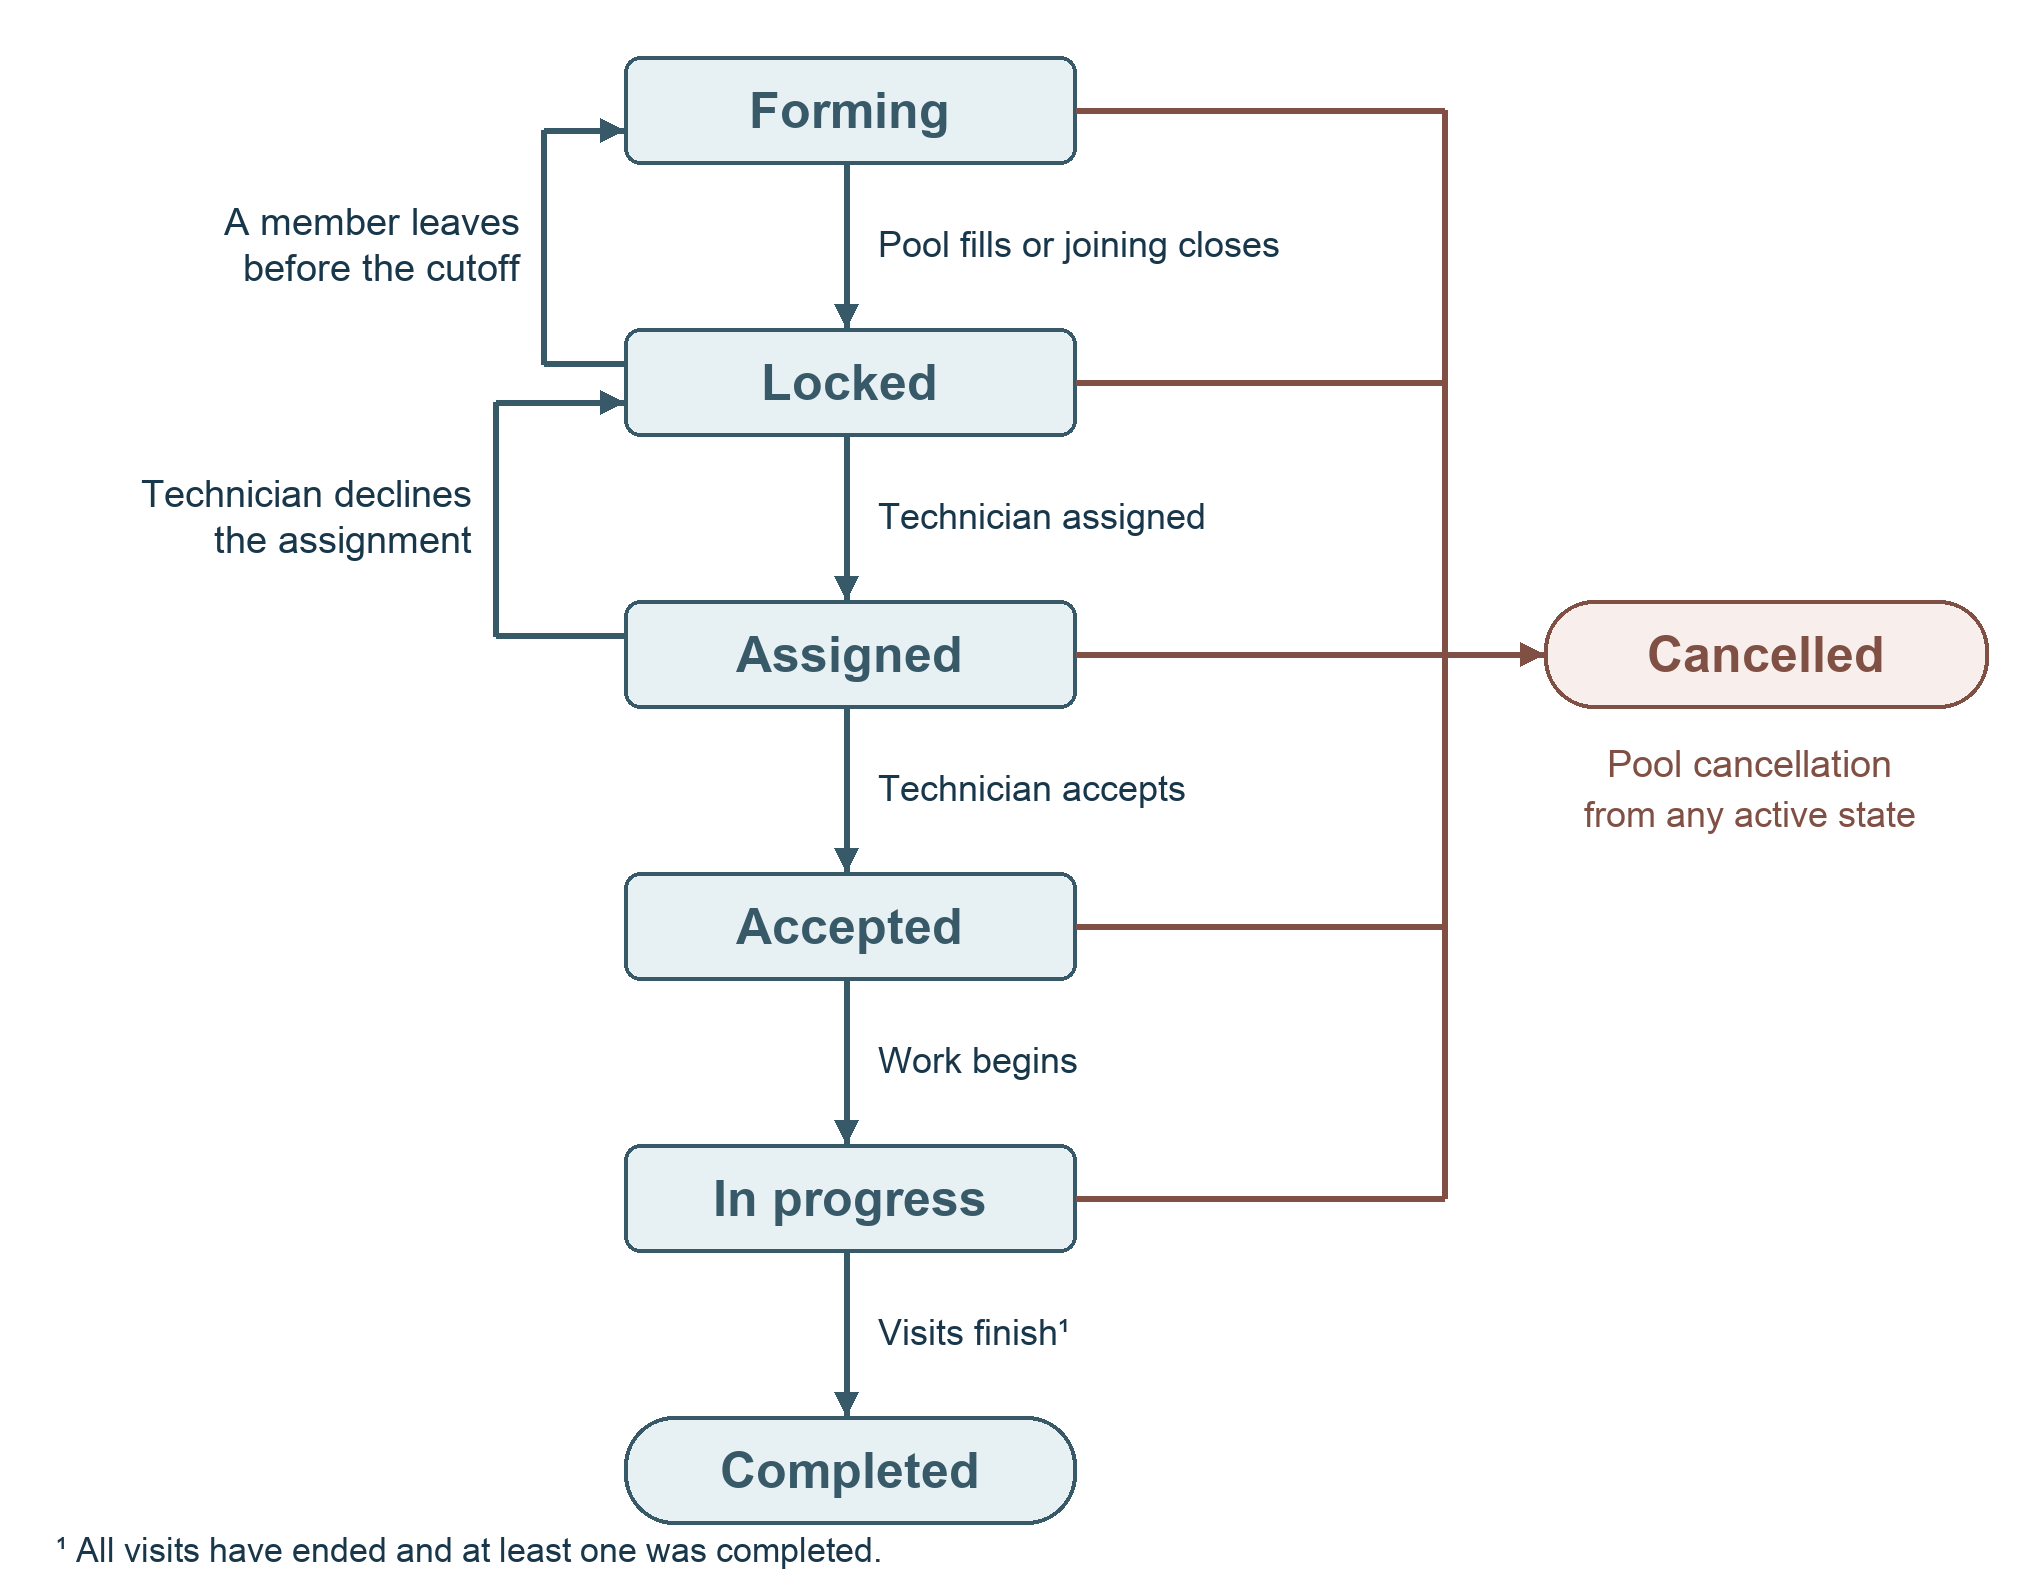 Forming
A member leaves
before the cutoff
Pool fills or joining closes
Locked
Technician declines
the assignment
Technician assigned
Assigned
Cancelled
Pool cancellation
from any active state
Technician accepts
Accepted
Work begins
In progress
Visits finish¹
Completed
¹ All visits have ended and at least one was completed.